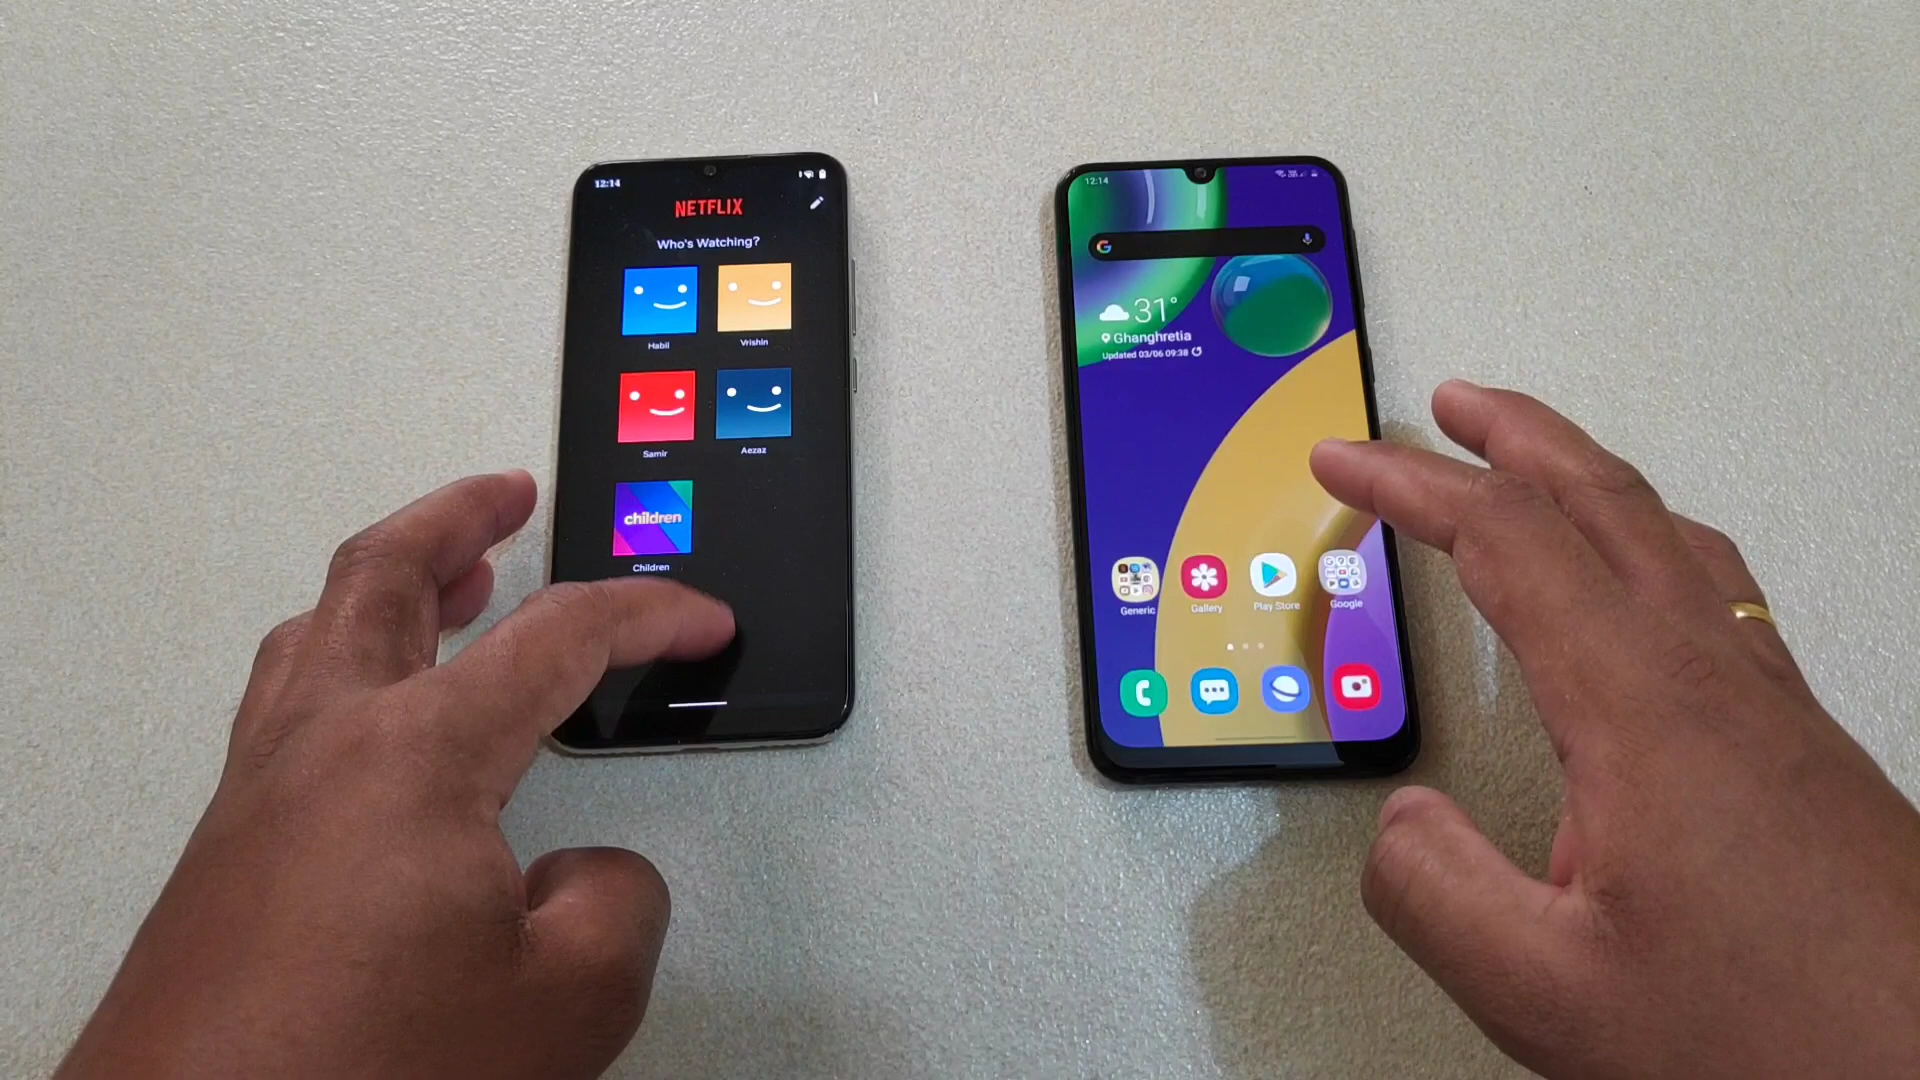 12:14
NETFLIX
Who's Watching?
Habil
Vrishin
Samir
Aezaz
children
Children
12:14
G
31°
Ghanghretia
Updated 03/06 09:38
Generic
Gallery
Play Store
Google